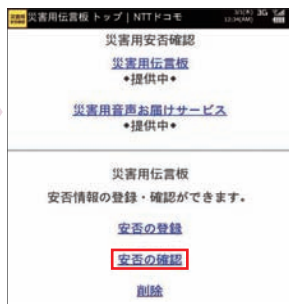 災害用伝言板 トップ | NTTドコモ
3G
災害用安否確認
災害用伝言板
◆提供中◆
災害用音声お届けサービス
◆提供中◆
災害用伝言板
安否情報の登録・確認ができます。
安否の登録
安否の確認
削除